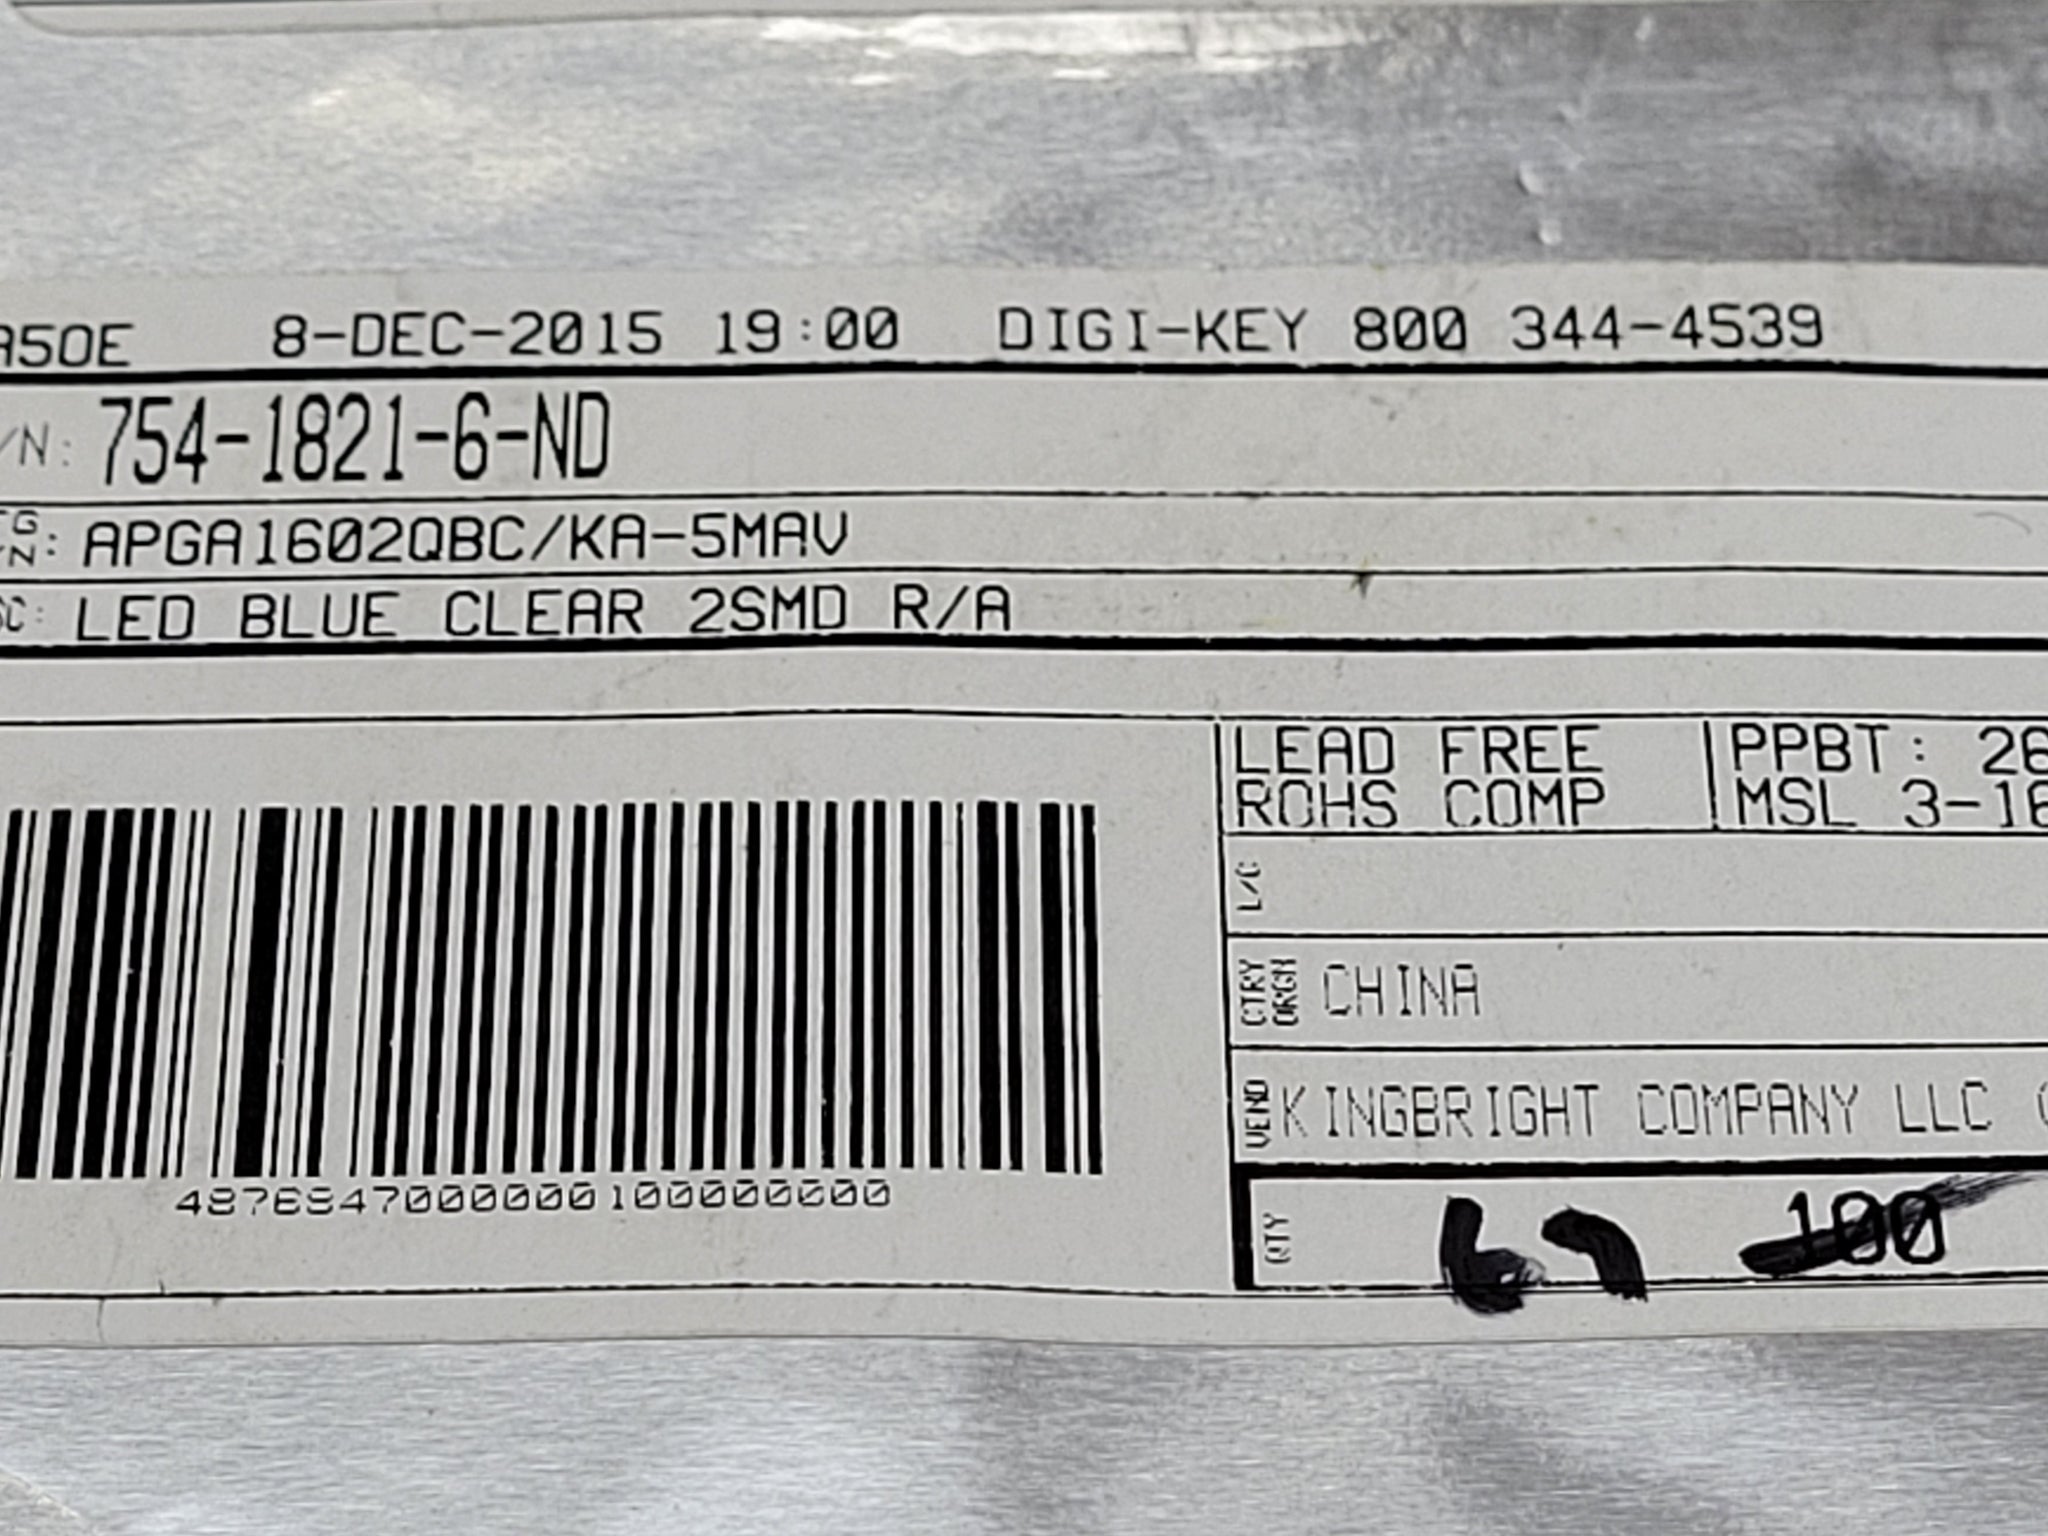 A50E 8-DEC-2015 19:00 DIGI-KEY 800 344-4539
/N: 754-1821-6-ND
APGA1602QBC/KA-5MAV
LED BLUE CLEAR 2SMD R/A
LEAD FREE PPBT: 26
ROHS COMP MSL 3-16
L/C:
CTRY ORGN CHINA
VEND KINGBRIGHT COMPANY LLC (
QTY 100
4876847000000100000000